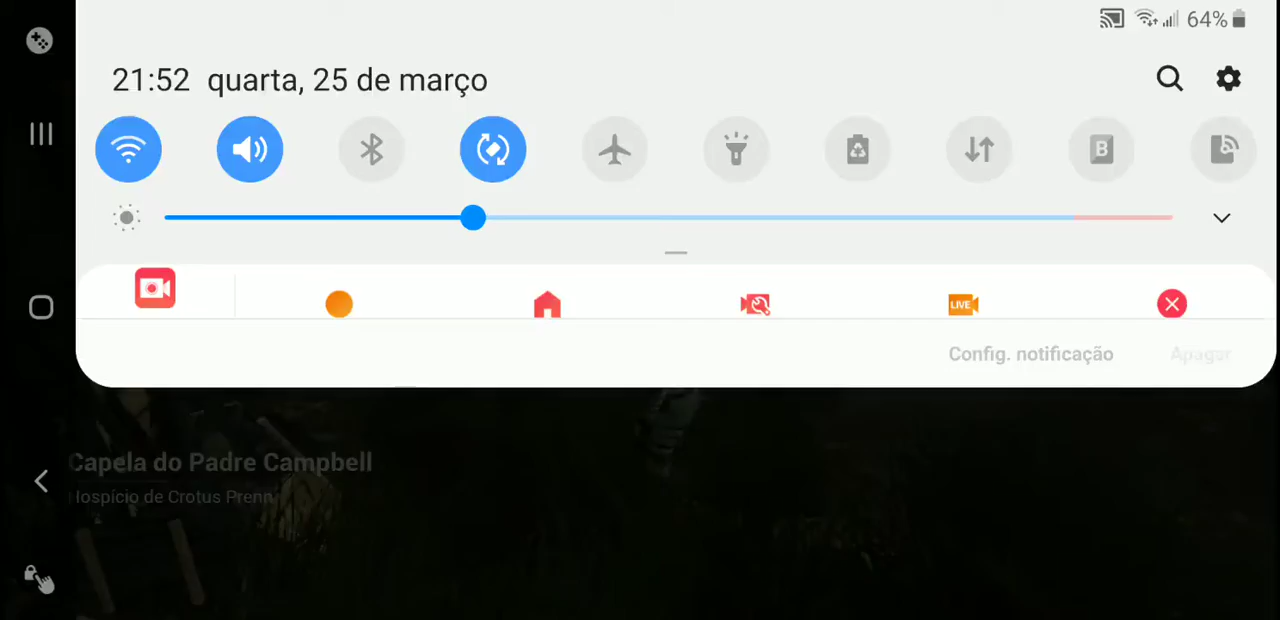 64%
21:52 quarta, 25 de março
B
LIVE
Config. notificação Apagar
Capela do Padre Campbell
Hospício de Crotus Prenn